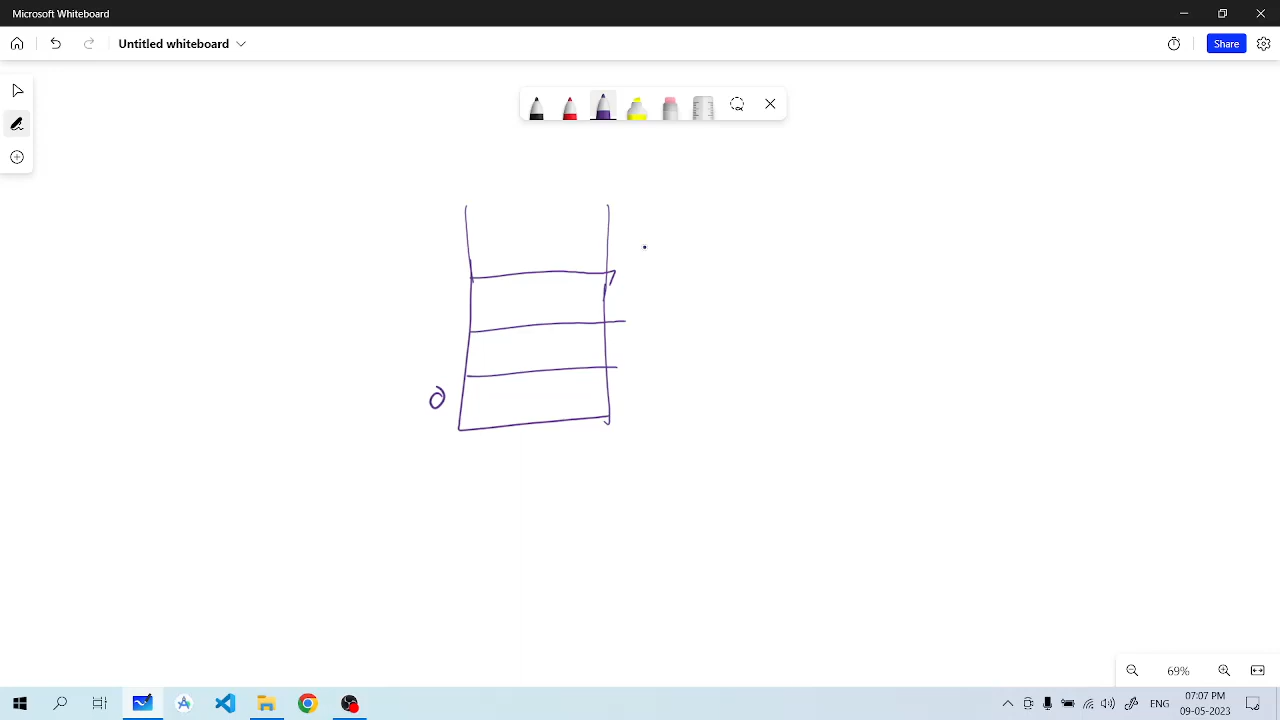 Microsoft Whiteboard
Untitled whiteboard
Share
0
69%
ENG
07:07 PM
09-05-2023